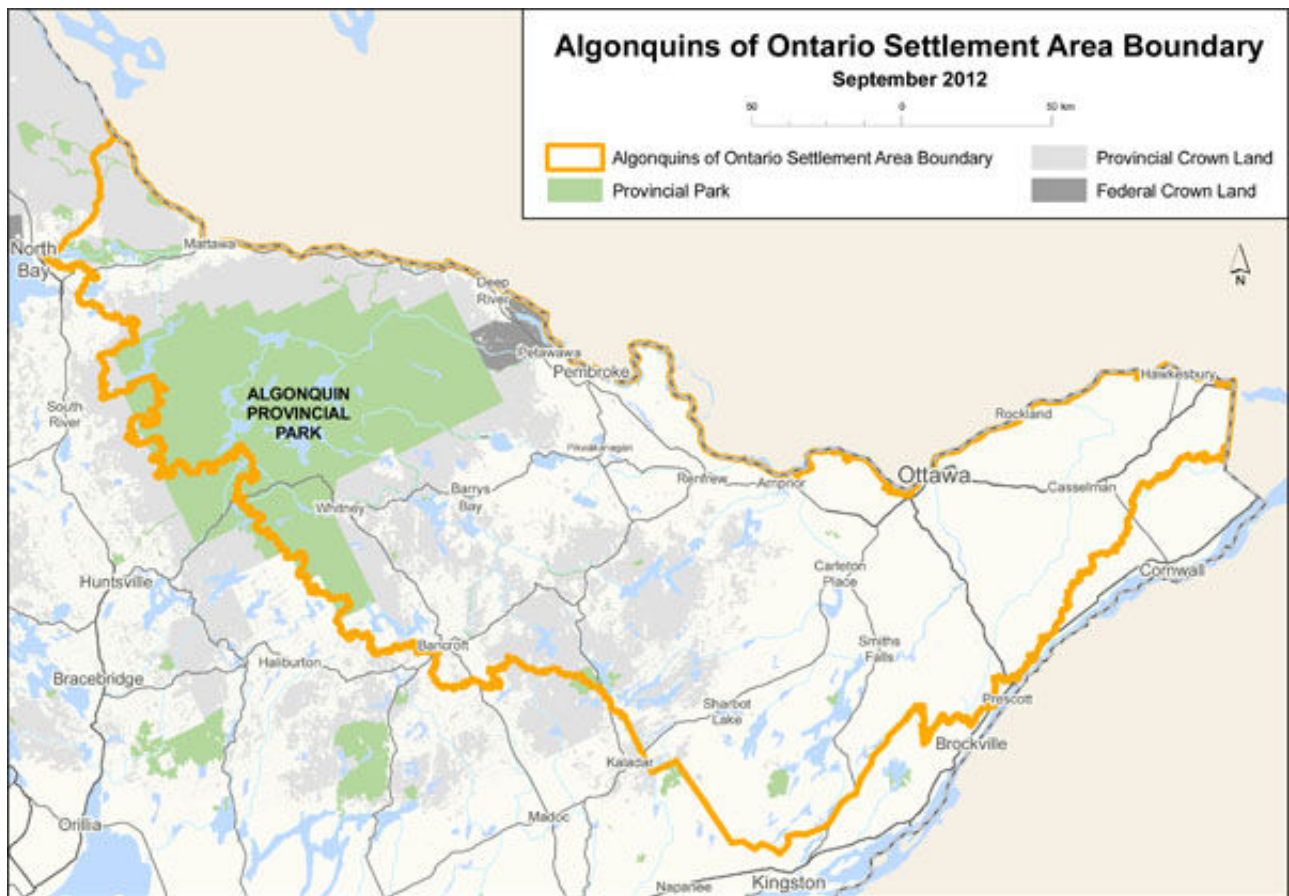 Algonquins of Ontario Settlement Area Boundary
September 2012
50 0 50 km
Algonquins of Ontario Settlement Area Boundary
Provincial Crown Land
Provincial Park
Federal Crown Land
N
North
Bay
Mattawa
Deep
River
Petawawa
Pembroke
ALGONQUIN
PROVINCIAL
PARK
South
River
Hawkesbury
Rockland
Pikwakanagan
Renfrew
Arnprior
Ottawa
Casselman
Whitney
Barrys
Bay
Huntsville
Carleton
Place
Cornwall
Bancroft
Haliburton
Smiths
Falls
Bracebridge
Sharbot
Lake
Prescott
Brockville
Kaladar
Orillia
Madoc
Napanee
Kingston